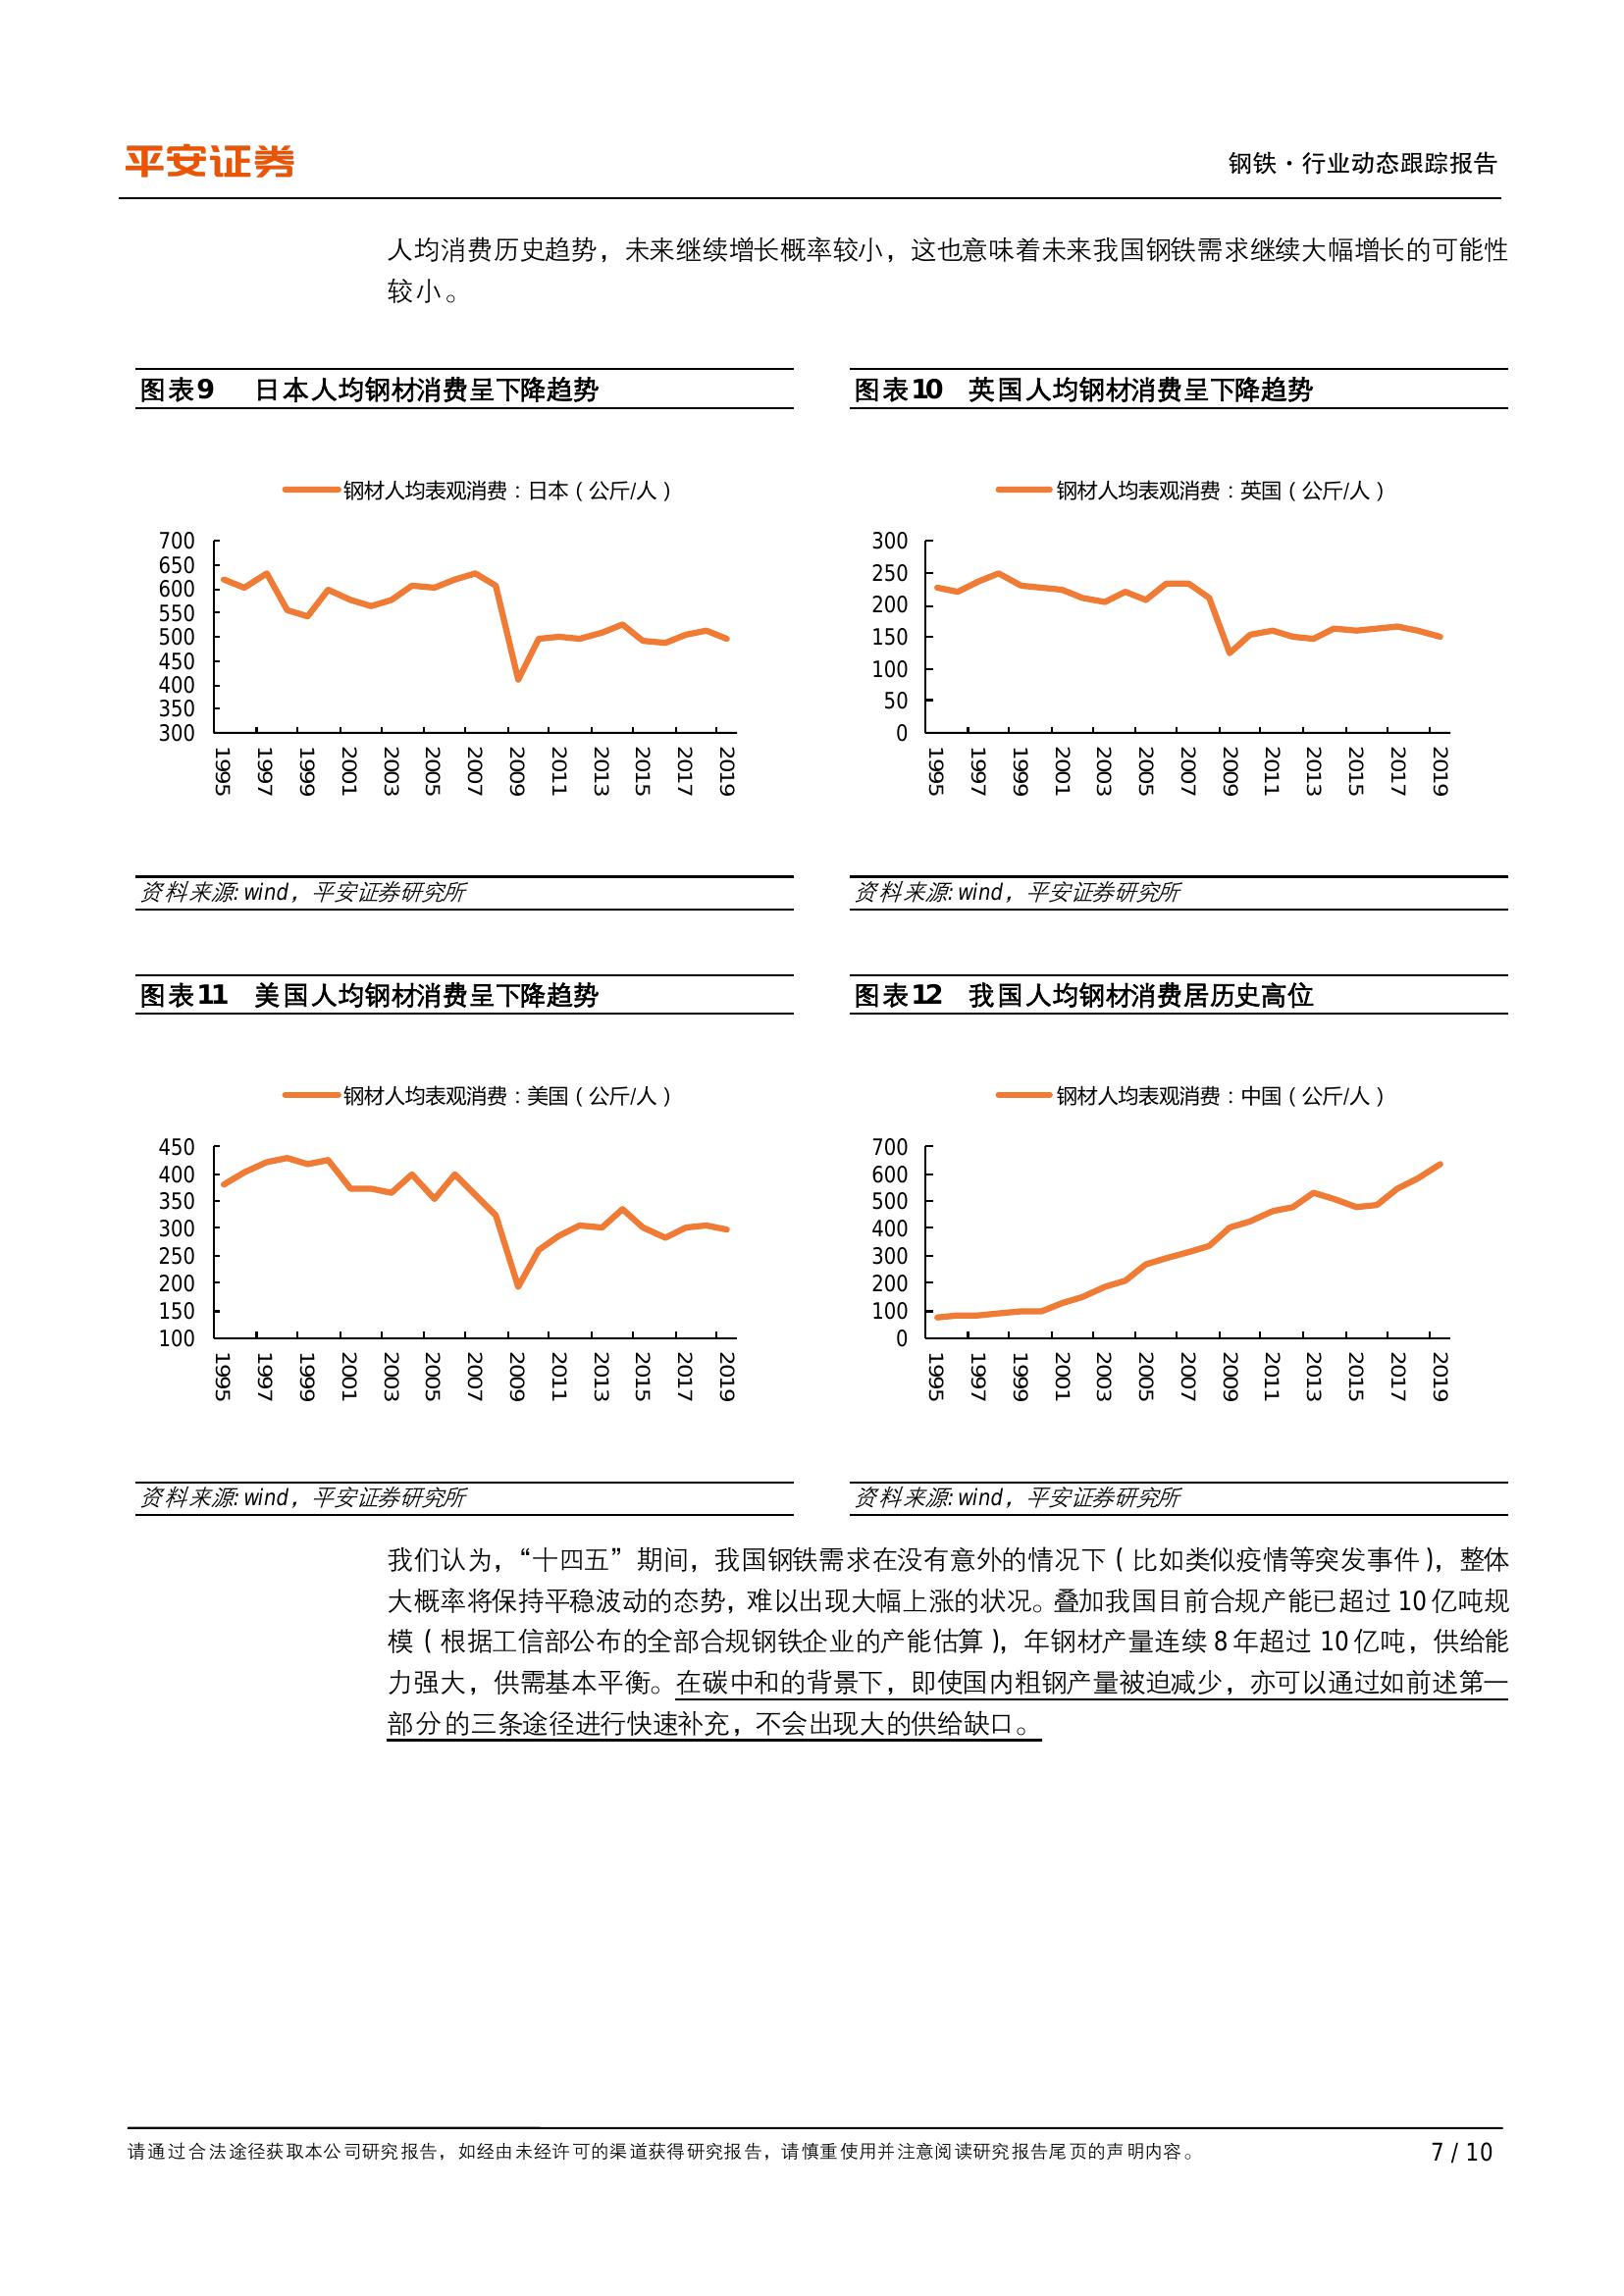 平安证券
钢铁·行业动态跟踪报告
人均消费历史趋势，未来继续增长概率较小，这也意味着未来我国钢铁需求继续大幅增长的可能性
较小。
图表9 日本人均钢材消费呈下降趋势
钢材人均表观消费：日本（公斤/人）
700
650
600
550
500
450
400
350
300
1995 1997 1999 2001 2003 2005 2007 2009 2011 2013 2015 2017 2019
资料来源:wind，平安证券研究所
图表10 英国人均钢材消费呈下降趋势
钢材人均表观消费：英国（公斤/人）
300
250
200
150
100
50
0
1995 1997 1999 2001 2003 2005 2007 2009 2011 2013 2015 2017 2019
资料来源:wind，平安证券研究所
图表11 美国人均钢材消费呈下降趋势
钢材人均表观消费：美国（公斤/人）
450
400
350
300
250
200
150
100
1995 1997 1999 2001 2003 2005 2007 2009 2011 2013 2015 2017 2019
资料来源:wind，平安证券研究所
图表12 我国人均钢材消费居历史高位
钢材人均表观消费：中国（公斤/人）
700
600
500
400
300
200
100
0
1995 1997 1999 2001 2003 2005 2007 2009 2011 2013 2015 2017 2019
资料来源:wind，平安证券研究所
我们认为，“十四五”期间，我国钢铁需求在没有意外的情况下（比如类似疫情等突发事件），整体
大概率将保持平稳波动的态势，难以出现大幅上涨的状况。叠加我国目前合规产能已超过 10 亿吨规
模（根据工信部公布的全部合规钢铁企业的产能估算），年钢材产量连续 8 年超过 10 亿吨，供给能
力强大，供需基本平衡。在碳中和的背景下，即使国内粗钢产量被迫减少，亦可以通过如前述第一
部分的三条途径进行快速补充，不会出现大的供给缺口。
请通过合法途径获取本公司研究报告，如经由未经许可的渠道获得研究报告，请慎重使用并注意阅读研究报告尾页的声明内容。
7 / 10